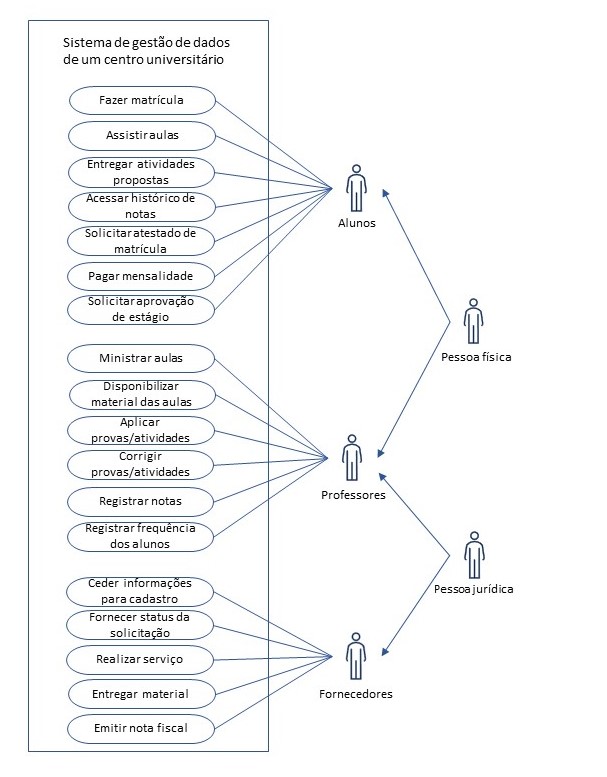 Sistema de gestão de dados
de um centro universitário
Fazer matrícula
Assistir aulas
Entregar atividades
propostas
Acessar histórico de
notas
Solicitar atestado de
matrícula
Pagar mensalidade
Solicitar aprovação
de estágio
Alunos
Pessoa física
Ministrar aulas
Disponibilizar
material das aulas
Aplicar
provas/atividades
Corrigir
provas/atividades
Registrar notas
Registrar frequência
dos alunos
Professores
Pessoa jurídica
Ceder informações
para cadastro
Fornecer status da
solicitação
Realizar serviço
Entregar material
Emitir nota fiscal
Fornecedores